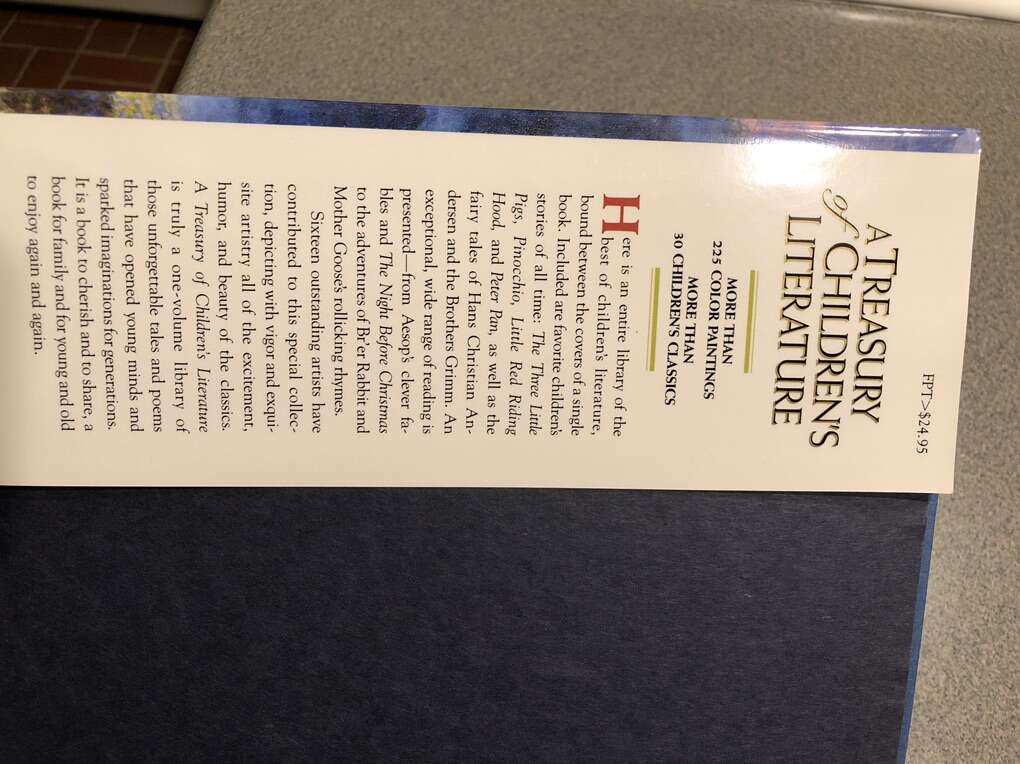 FPT>$24.95
A TREASURY
of CHILDREN'S
LITERATURE
MORE THAN
225 COLOR PAINTINGS
MORE THAN
30 CHILDREN'S CLASSICS
Here is an entire library of the
best of children's literature,
bound between the covers of a single
book. Included are favorite children's
stories of all time: The Three Little
Pigs, Pinocchio, Little Red Riding
Hood, and Peter Pan, as well as the
fairy tales of Hans Christian An-
dersen and the Brothers Grimm. An
exceptional, wide range of reading is
presented—from Aesop's clever fa-
bles and The Night Before Christmas
to the adventures of Br'er Rabbit and
Mother Goose's rollicking rhymes.
Sixteen outstanding artists have
contributed to this special collec-
tion, depicting with vigor and exqui-
site artistry all of the excitement,
humor, and beauty of the classics.
A Treasury of Children's Literature
is truly a one-volume library of
those unforgettable tales and poems
that have opened young minds and
sparked imaginations for generations.
It is a book to cherish and to share, a
book for family and for young and old
to enjoy again and again.